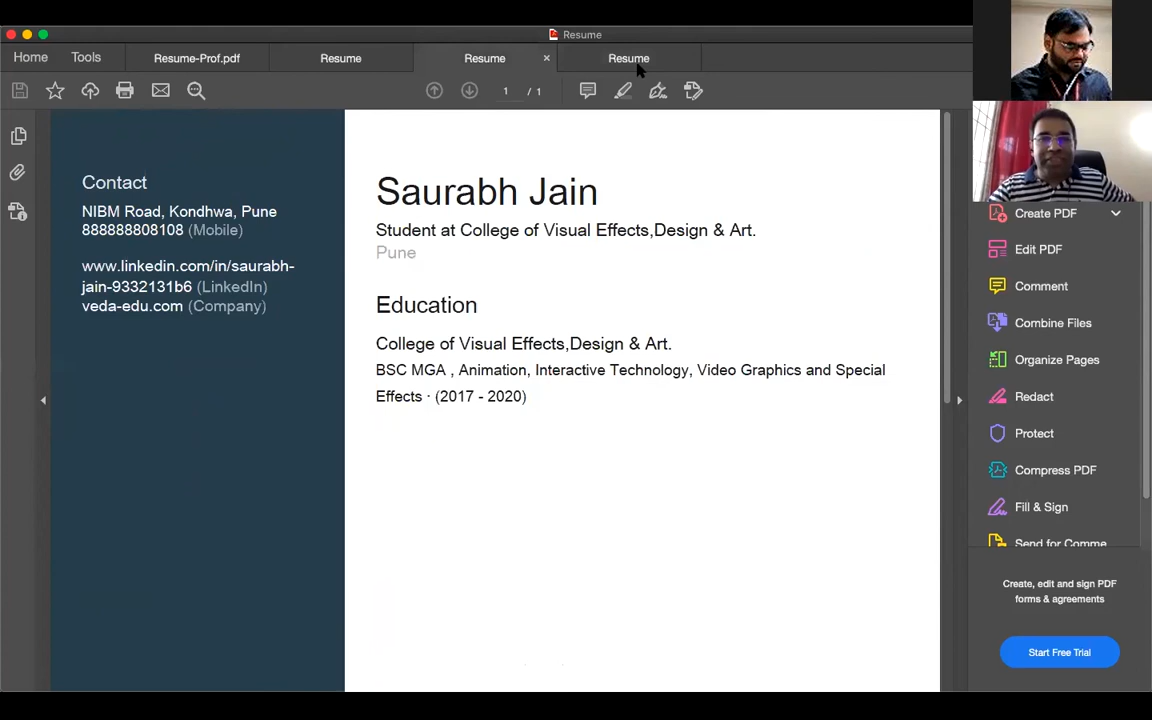 Resume
Home
Tools
Resume-Prof.pdf
Resume
Resume
×
Resume
1 / 1
Contact
NIBM Road, Kondhwa, Pune
888888808108 (Mobile)
www.linkedin.com/in/saurabh-
jain-9332131b6 (LinkedIn)
veda-edu.com (Company)
Saurabh Jain
Student at College of Visual Effects,Design & Art.
Pune
Education
College of Visual Effects,Design & Art.
BSC MGA , Animation, Interactive Technology, Video Graphics and Special
Effects · (2017 - 2020)
Create PDF
Edit PDF
Comment
Combine Files
Organize Pages
Redact
Protect
Compress PDF
Fill & Sign
Send for Comme
Create, edit and sign PDF
forms & agreements
Start Free Trial